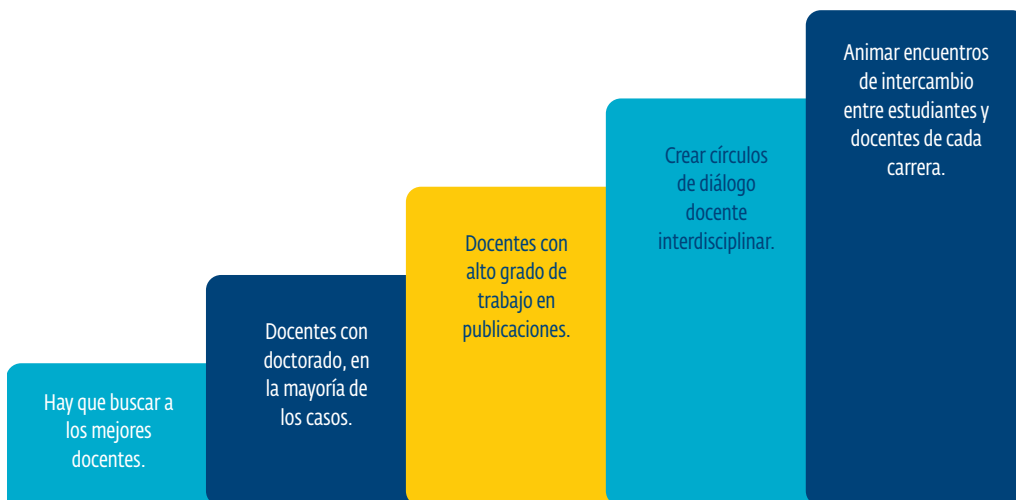 Hay que buscar a
los mejores
docentes.
Docentes con
doctorado, en
la mayoría de
los casos.
Docentes con
alto grado de
trabajo en
publicaciones.
Crear círculos
de diálogo
docente
interdisciplinar.
Animar encuentros
de intercambio
entre estudiantes y
docentes de cada
carrera.